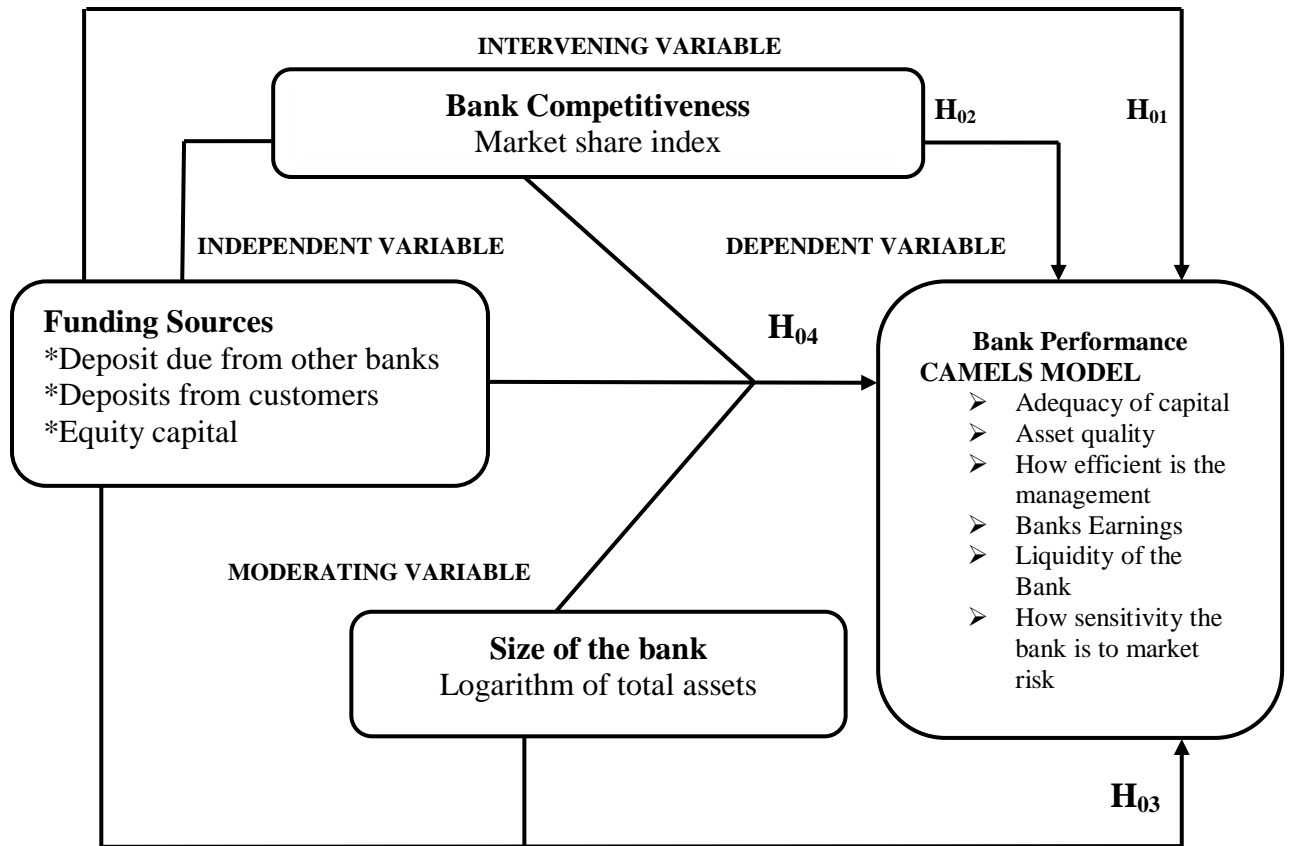 INTERVENING VARIABLE
Bank Competitiveness
Market share index
H02
H01
INDEPENDENT VARIABLE
DEPENDENT VARIABLE
Funding Sources
*Deposit due from other banks
*Deposits from customers
*Equity capital
H04
Bank Performance
CAMELS MODEL
➢ Adequacy of capital
➢ Asset quality
➢ How efficient is the
management
➢ Banks Earnings
➢ Liquidity of the
Bank
➢ How sensitivity the
bank is to market
risk
MODERATING VARIABLE
Size of the bank
Logarithm of total assets
H03